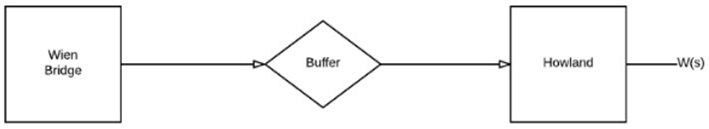 Wien
Bridge
Buffer
Howland
W(s)